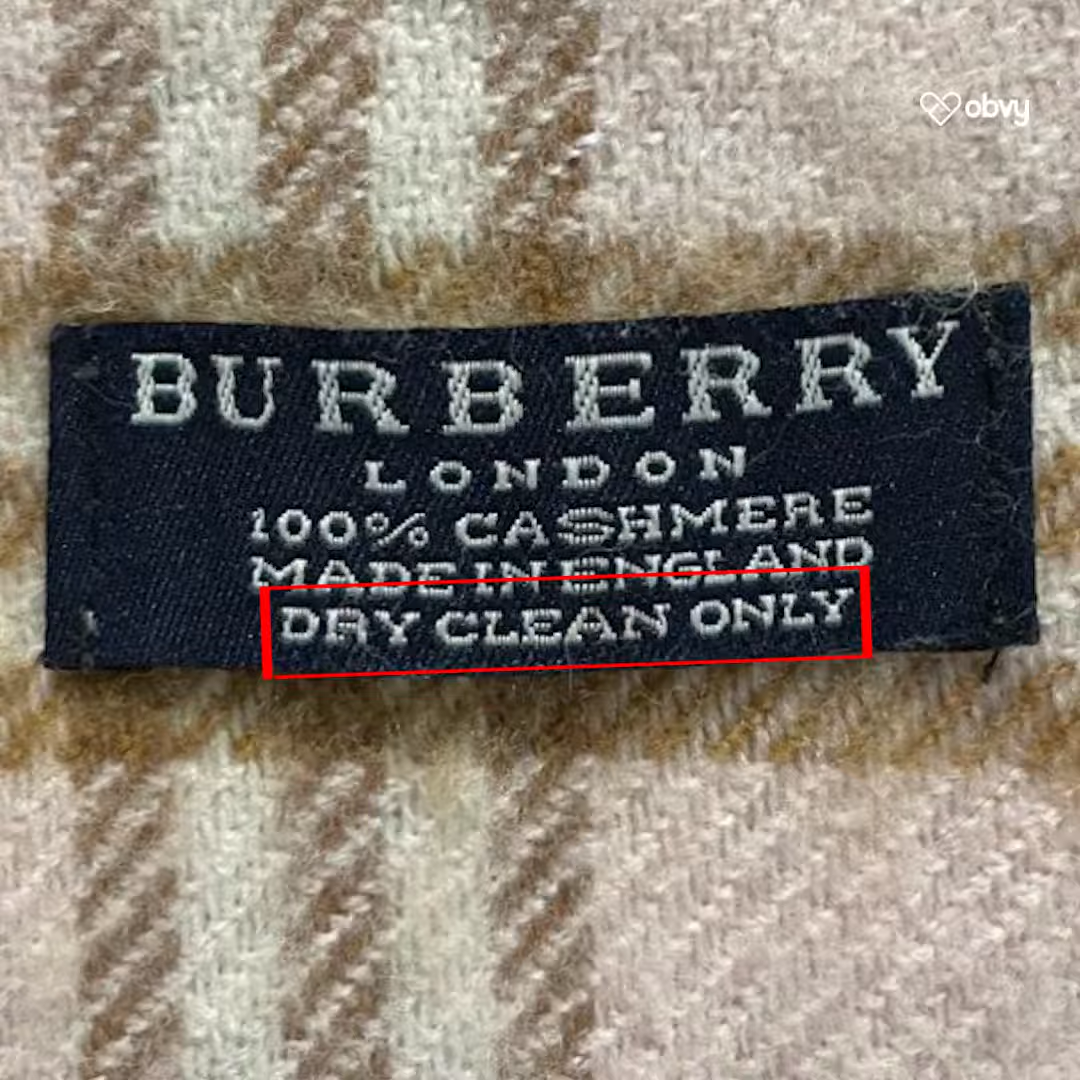 obvy
BURBERRY
LONDON
100% CASHMERE
MADE IN ENGLAND
DRY CLEAN ONLY